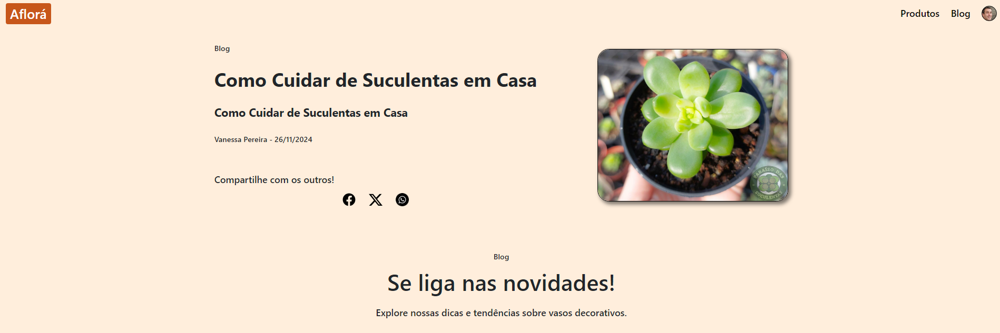 Aflorá
Produtos
Blog
Blog
Como Cuidar de Suculentas em Casa
Como Cuidar de Suculentas em Casa
Vanessa Pereira - 26/11/2024
Compartilhe com os outros!
PARAÍSO DAS
SUCULENTAS
Blog
Se liga nas novidades!
Explore nossas dicas e tendências sobre vasos decorativos.